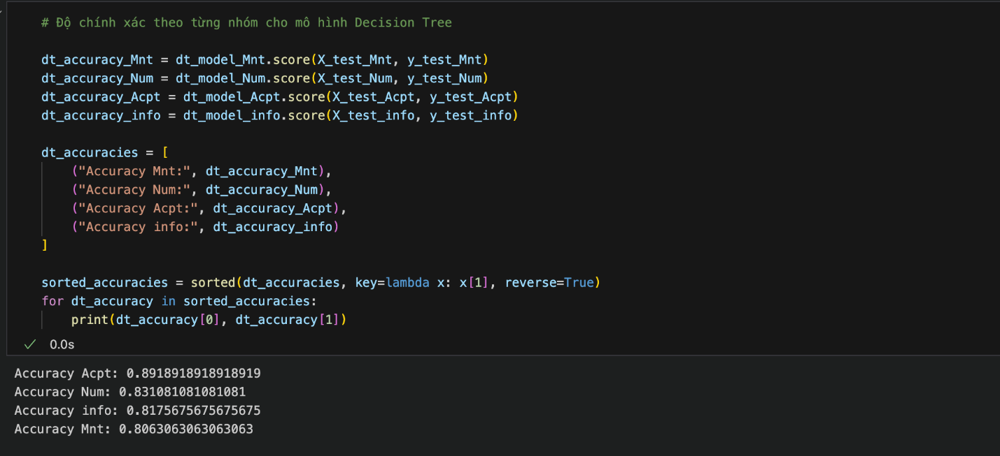 # Độ chính xác theo từng nhóm cho mô hình Decision Tree
dt_accuracy_Mnt = dt_model_Mnt.score(X_test_Mnt, y_test_Mnt)
dt_accuracy_Num = dt_model_Num.score(X_test_Num, y_test_Num)
dt_accuracy_Acpt = dt_model_Acpt.score(X_test_Acpt, y_test_Acpt)
dt_accuracy_info = dt_model_info.score(X_test_info, y_test_info)
dt_accuracies = [
("Accuracy Mnt:", dt_accuracy_Mnt),
("Accuracy Num:", dt_accuracy_Num),
("Accuracy Acpt:", dt_accuracy_Acpt),
("Accuracy info:", dt_accuracy_info)
]
sorted_accuracies = sorted(dt_accuracies, key=lambda x: x[1], reverse=True)
for dt_accuracy in sorted_accuracies:
print(dt_accuracy[0], dt_accuracy[1])
0.0s
Accuracy Acpt: 0.8918918918918919
Accuracy Num: 0.831081081081081
Accuracy info: 0.8175675675675675
Accuracy Mnt: 0.8063063063063063